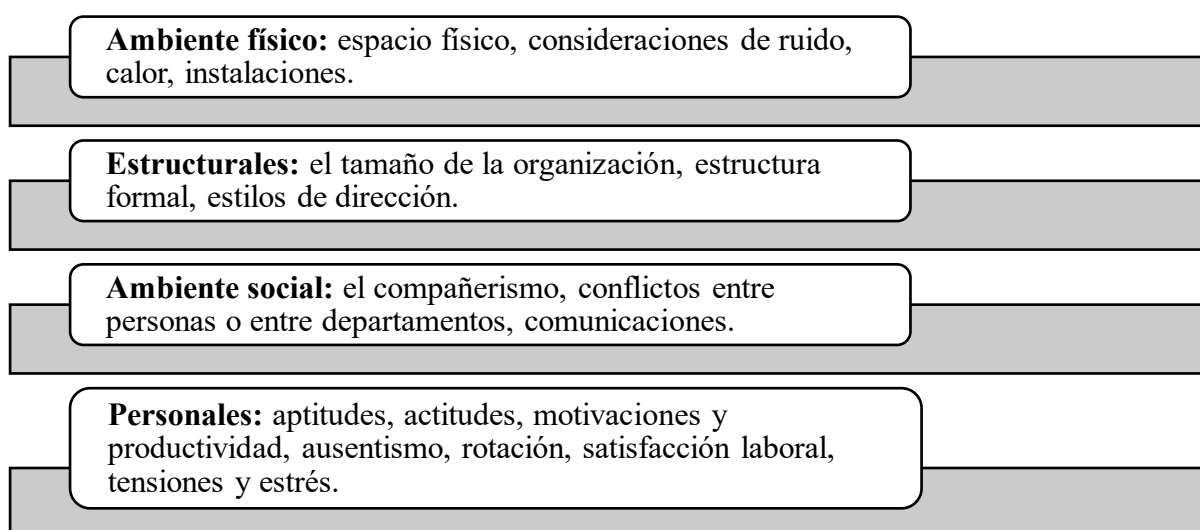 Ambiente físico: espacio físico, consideraciones de ruido,
calor, instalaciones.
Estructurales: el tamaño de la organización, estructura
formal, estilos de dirección.
Ambiente social: el compañerismo, conflictos entre
personas o entre departamentos, comunicaciones.
Personales: aptitudes, actitudes, motivaciones y
productividad, ausentismo, rotación, satisfacción laboral,
tensiones y estrés.